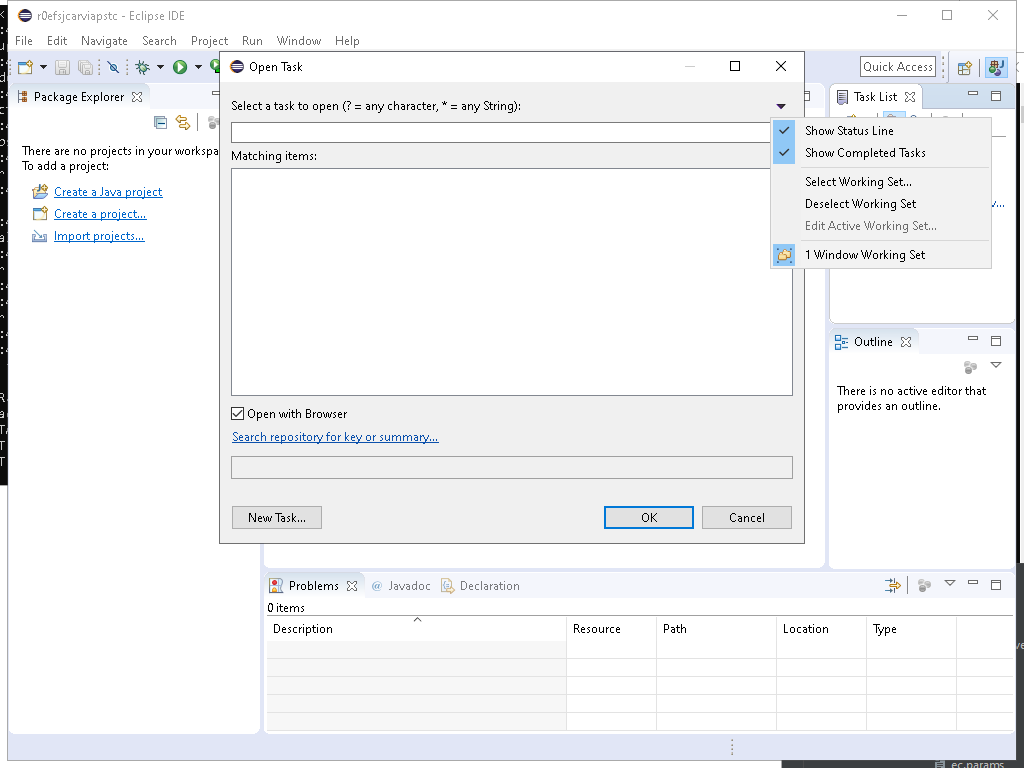 r0efsjcarviapstc - Eclipse IDE
File Edit Navigate Search Project Run Window Help
Quick Access
Package Explorer
There are no projects in your workspa
To add a project:
Create a Java project
Create a project...
Import projects...
Open Task
Select a task to open (? = any character, * = any String):
Matching items:
Open with Browser
Search repository for key or summary...
New Task...
OK
Cancel
Task List
Show Status Line
Show Completed Tasks
Select Working Set...
Deselect Working Set
Edit Active Working Set...
1 Window Working Set
Outline
There is no active editor that
provides an outline.
Problems
@ Javadoc
Declaration
0 items
Description Resource Path Location Type
ec.params